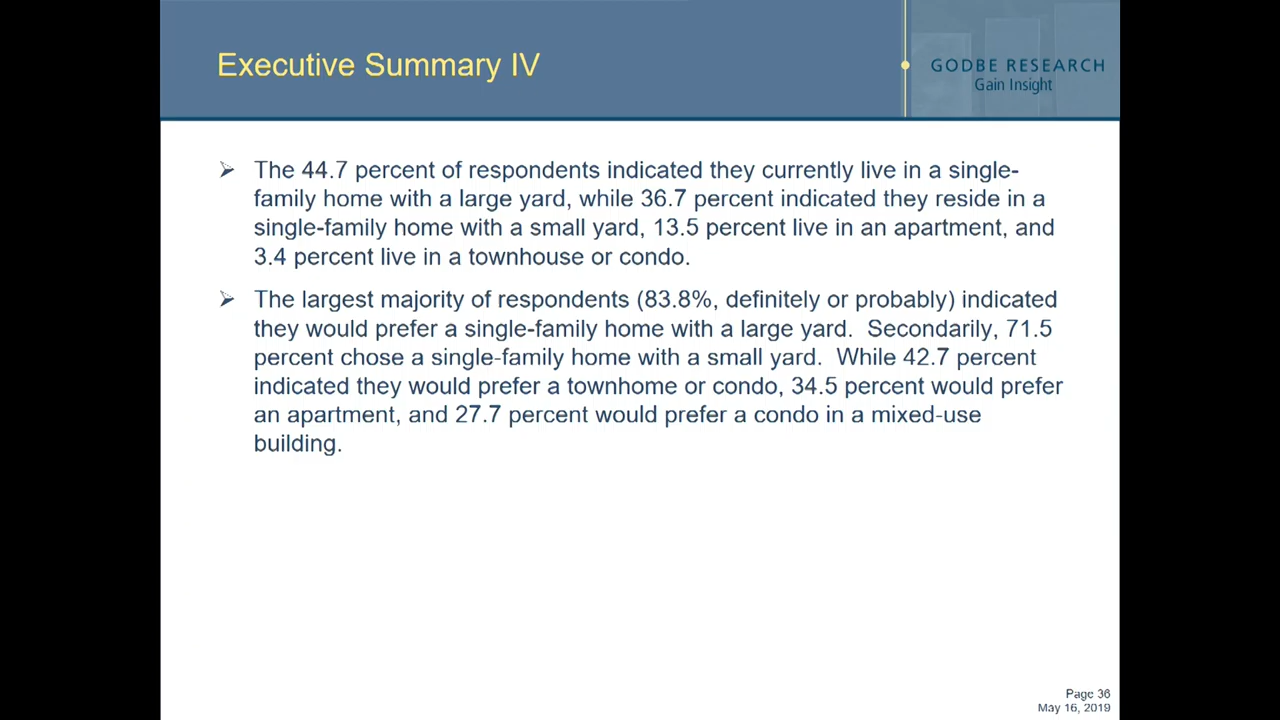 Executive Summary IV
GODBE RESEARCH
Gain Insight
The 44.7 percent of respondents indicated they currently live in a single-
family home with a large yard, while 36.7 percent indicated they reside in a
single-family home with a small yard, 13.5 percent live in an apartment, and
3.4 percent live in a townhouse or condo.
The largest majority of respondents (83.8%, definitely or probably) indicated
they would prefer a single-family home with a large yard.  Secondarily, 71.5
percent chose a single-family home with a small yard.  While 42.7 percent
indicated they would prefer a townhome or condo, 34.5 percent would prefer
an apartment, and 27.7 percent would prefer a condo in a mixed-use
building.
Page 36
May 16, 2019